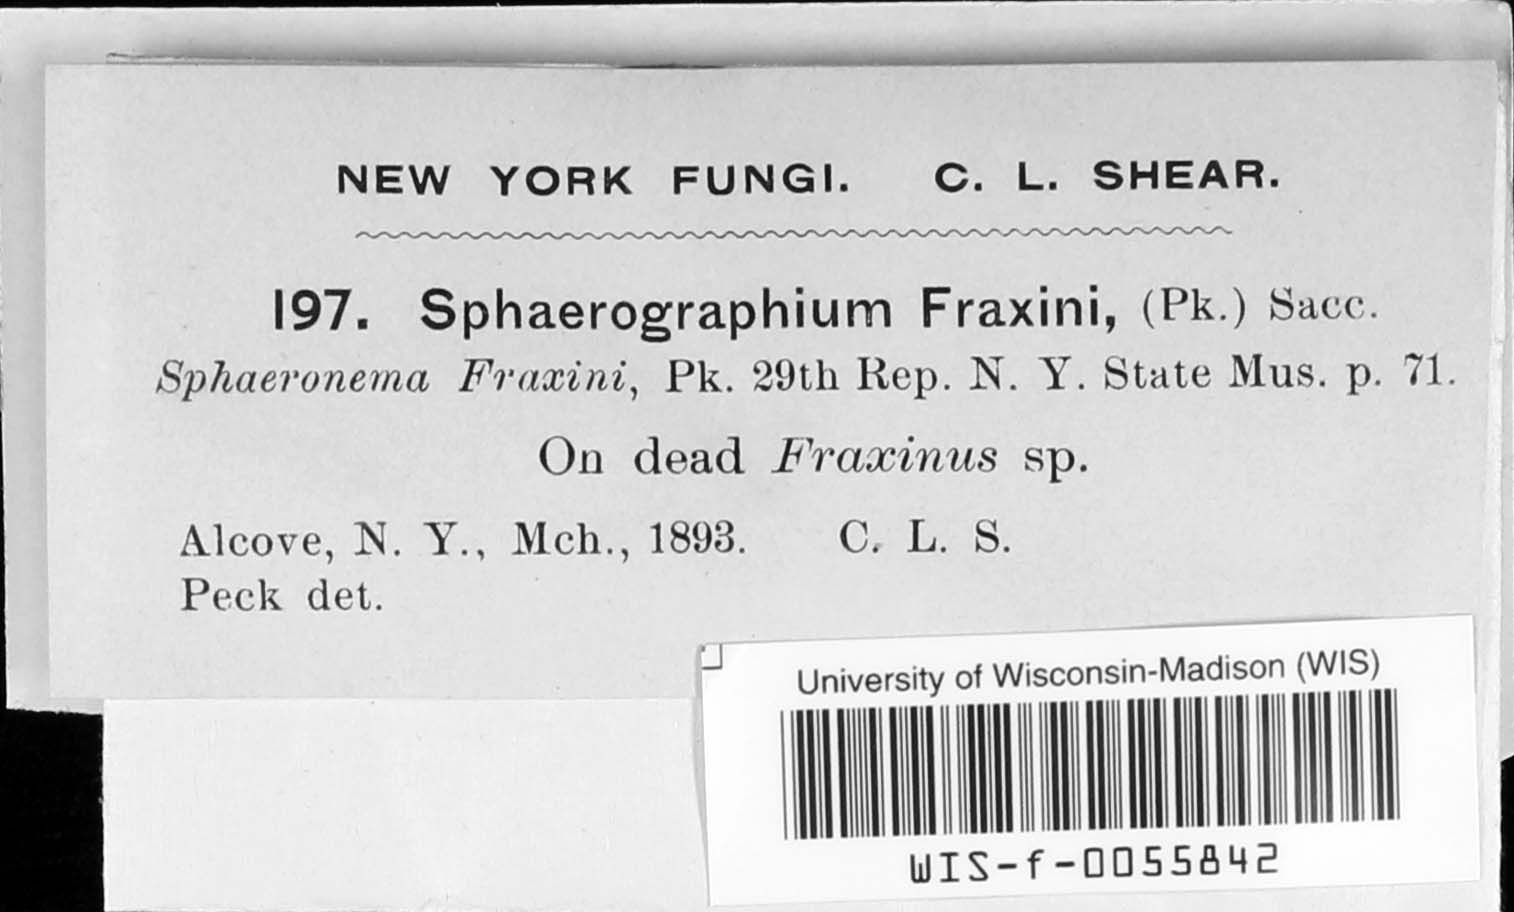 NEW YORK FUNGI. C. L. SHEAR.
197. Sphaerographium Fraxini, (Pk.) Sacc.
Sphaeronema Fraxini, Pk. 29th Rep. N. Y. State Mus. p. 71.
On dead Fraxinus sp.
Alcove, N. Y., Mch., 1893. C. L. S.
Peck det.
University of Wisconsin-Madison (WIS)
WIS-f-0055842